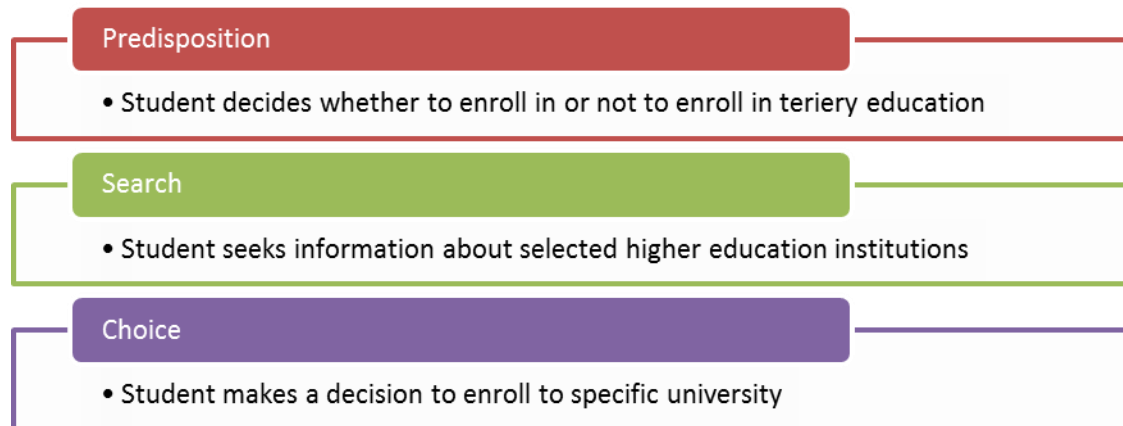 Predisposition
• Student decides whether to enroll in or not to enroll in teriery education
Search
• Student seeks information about selected higher education institutions
Choice
• Student makes a decision to enroll to specific university